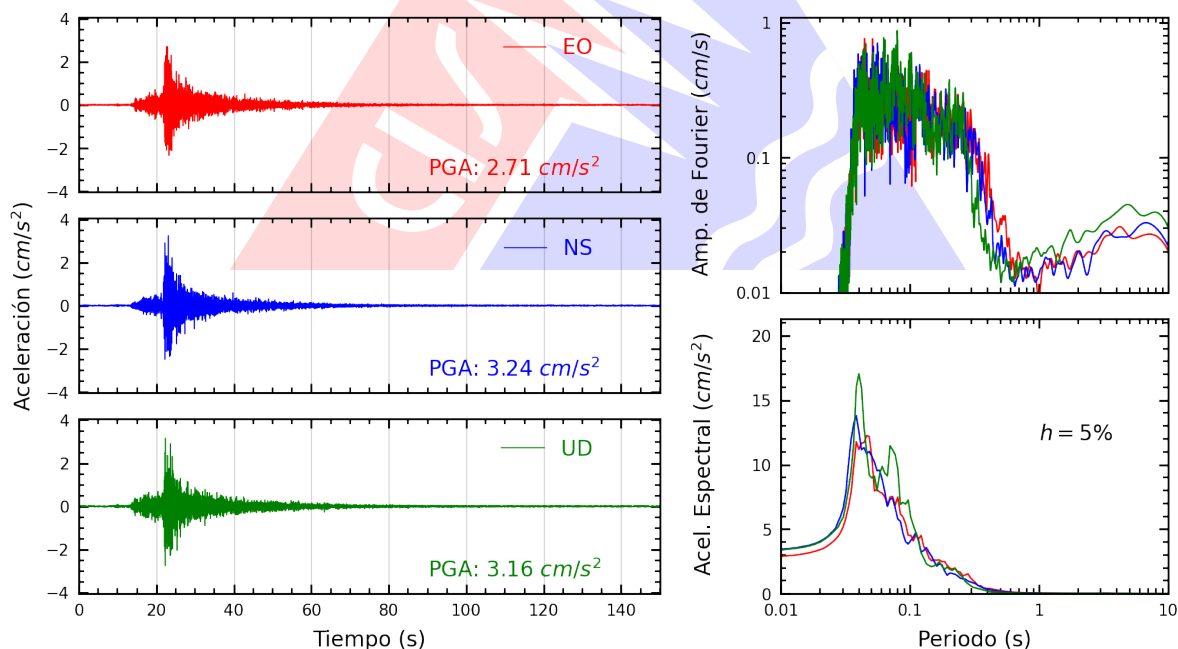 Aceleración (cm/s²)
4
2
0
−2
−4
EO
PGA: 2.71 cm/s²
4
2
0
−2
−4
NS
PGA: 3.24 cm/s²
4
2
0
−2
−4
UD
PGA: 3.16 cm/s²
0 20 40 60 80 100 120 140
Tiempo (s)
Amp. de Fourier (cm/s)
1
0.1
0.01
Acel. Espectral (cm/s²)
20
15
10
5
0
h = 5%
0.01 0.1 1 10
Periodo (s)